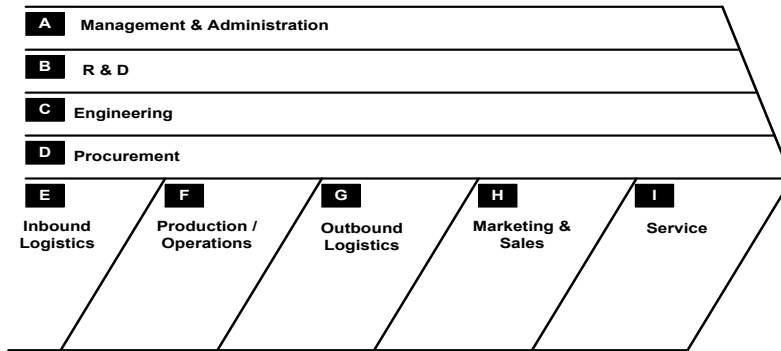 A Management & Administration
B R & D
C Engineering
D Procurement
E F G H I
Inbound
Logistics
Production /
Operations
Outbound
Logistics
Marketing &
Sales
Service